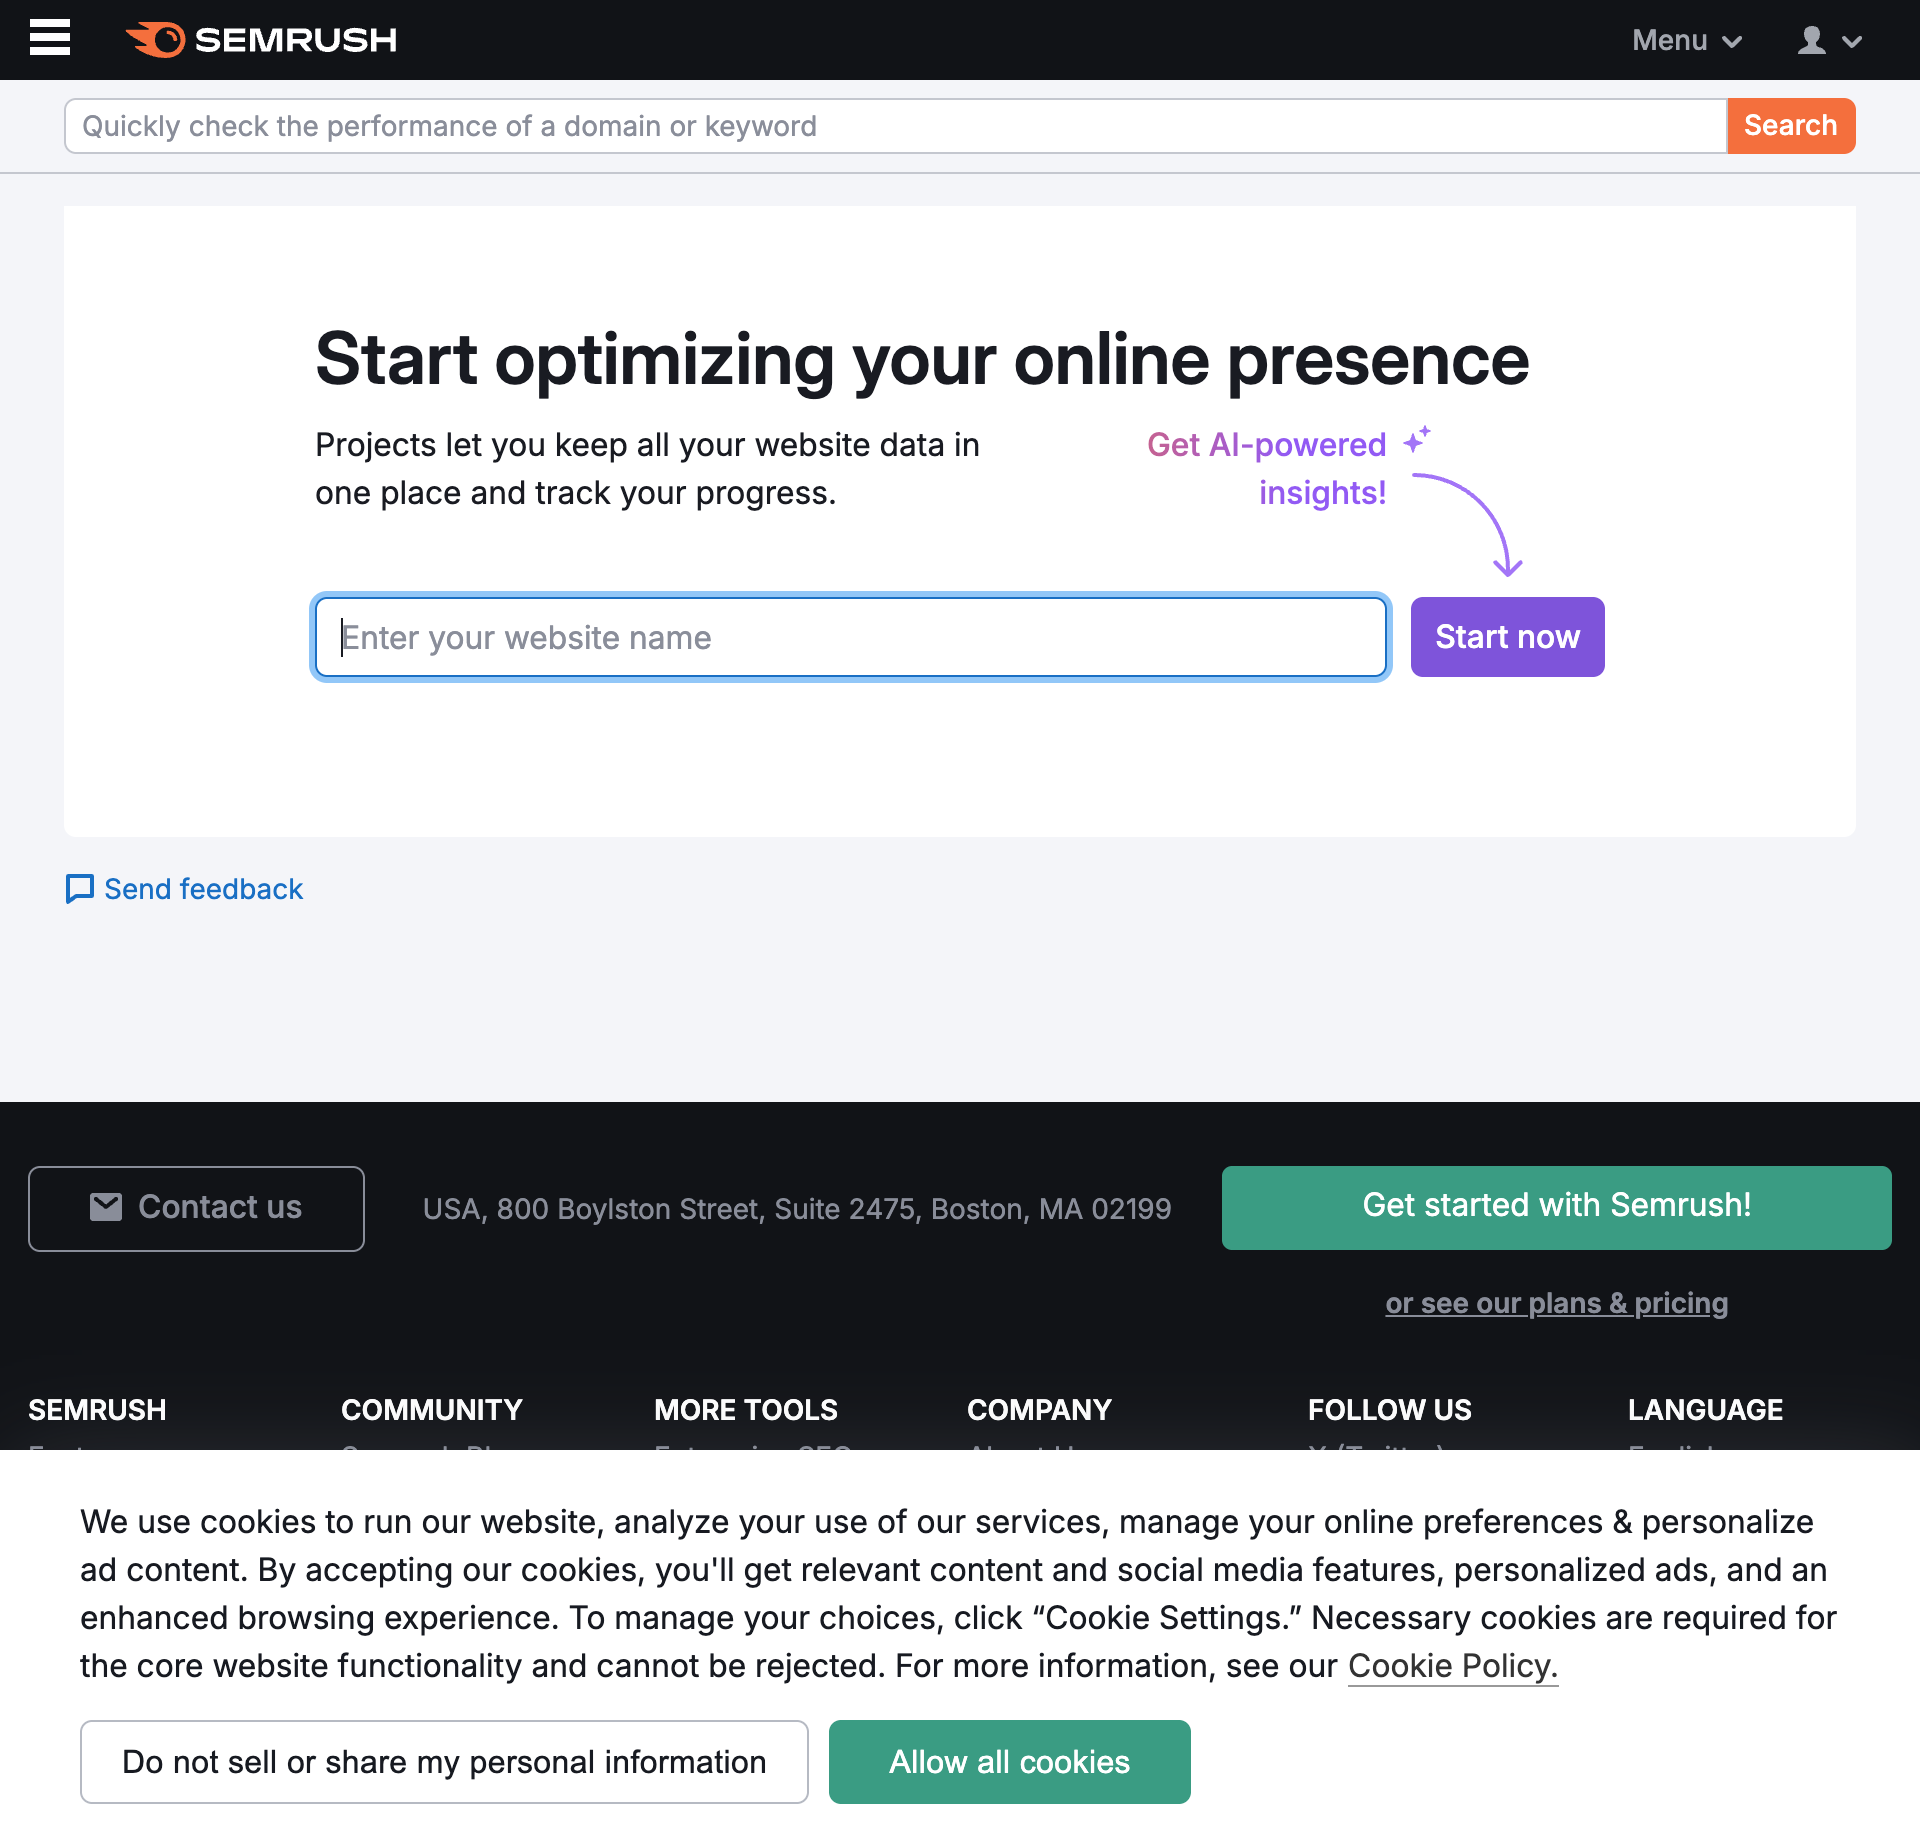 SEMRUSH
Menu
Quickly check the performance of a domain or keyword
Search
Start optimizing your online presence
Projects let you keep all your website data in
one place and track your progress.
Get AI-powered
insights!
Enter your website name
Start now
Send feedback
Contact us
USA, 800 Boylston Street, Suite 2475, Boston, MA 02199
Get started with Semrush!
or see our plans & pricing
SEMRUSH
COMMUNITY
MORE TOOLS
COMPANY
FOLLOW US
LANGUAGE
We use cookies to run our website, analyze your use of our services, manage your online preferences & personalize
ad content. By accepting our cookies, you'll get relevant content and social media features, personalized ads, and an
enhanced browsing experience. To manage your choices, click “Cookie Settings.” Necessary cookies are required for
the core website functionality and cannot be rejected. For more information, see our Cookie Policy.
Do not sell or share my personal information
Allow all cookies